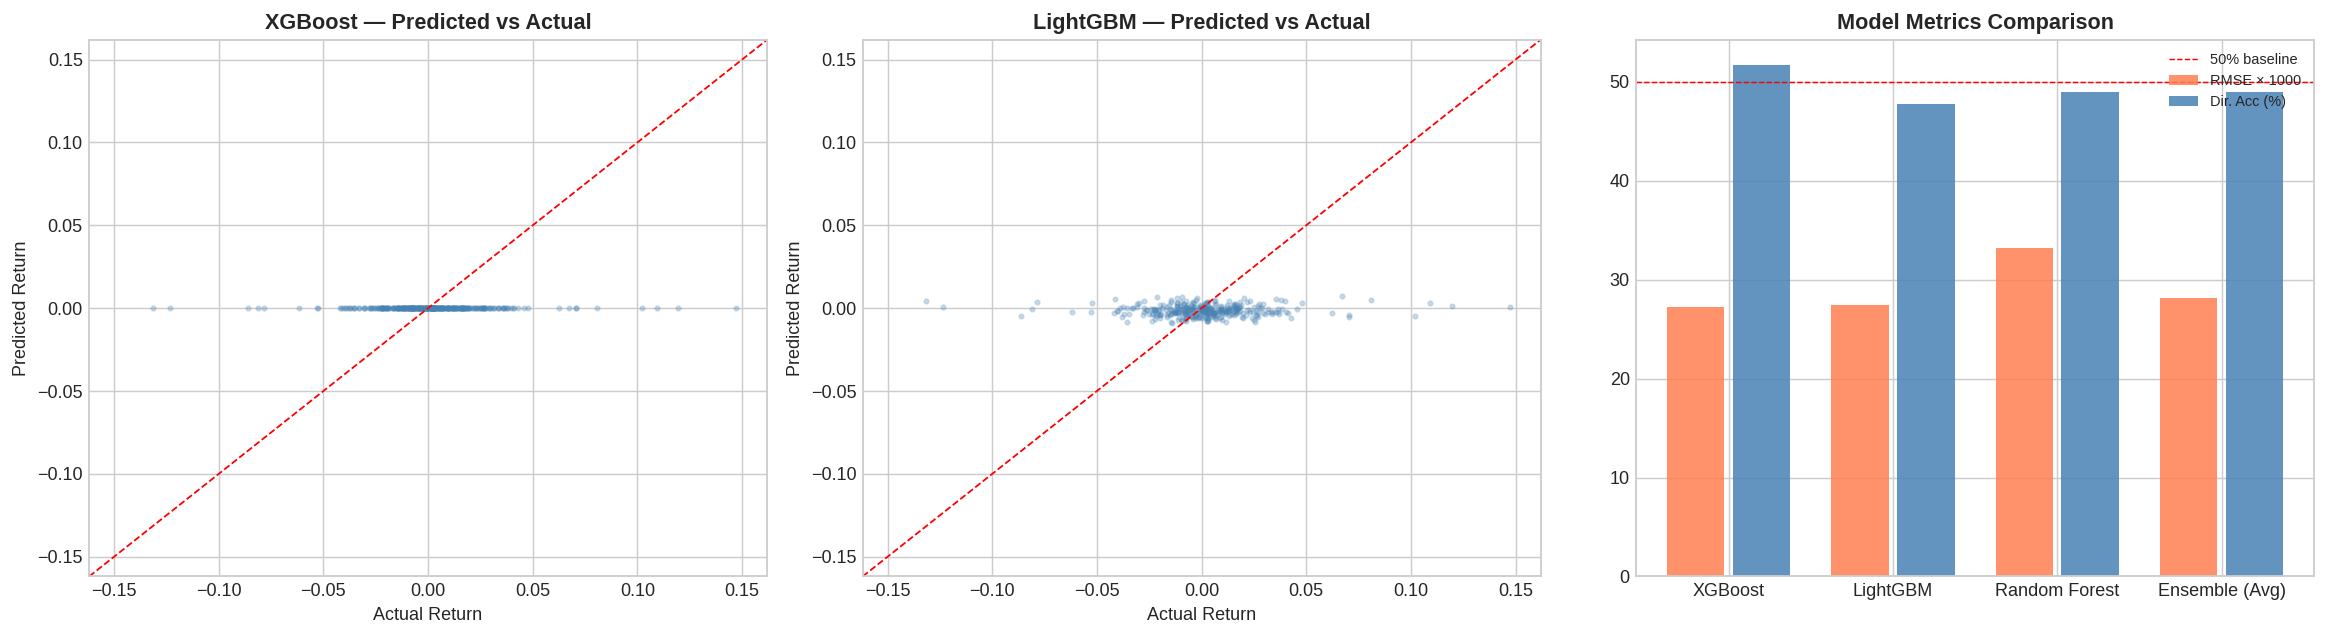 XGBoost — Predicted vs Actual
0.15
0.10
0.05
0.00
−0.05
−0.10
−0.15
Predicted Return
−0.15 −0.10 −0.05 0.00 0.05 0.10 0.15
Actual Return
LightGBM — Predicted vs Actual
0.15
0.10
0.05
0.00
−0.05
−0.10
−0.15
Predicted Return
−0.15 −0.10 −0.05 0.00 0.05 0.10 0.15
Actual Return
Model Metrics Comparison
50% baseline
RMSE × 1000
Dir. Acc (%)
50
40
30
20
10
0
XGBoost LightGBM Random Forest Ensemble (Avg)